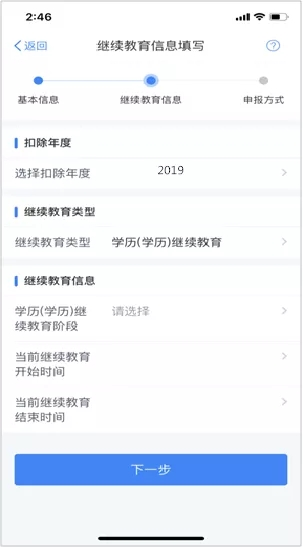 2:46
返回
继续教育信息填写
基本信息
继续教育信息
申报方式
扣除年度
选择扣除年度
2019
继续教育类型
继续教育类型
学历(学历)继续教育
继续教育信息
学历(学历)继
续教育阶段
请选择
当前继续教育
开始时间
当前继续教育
结束时间
下一步